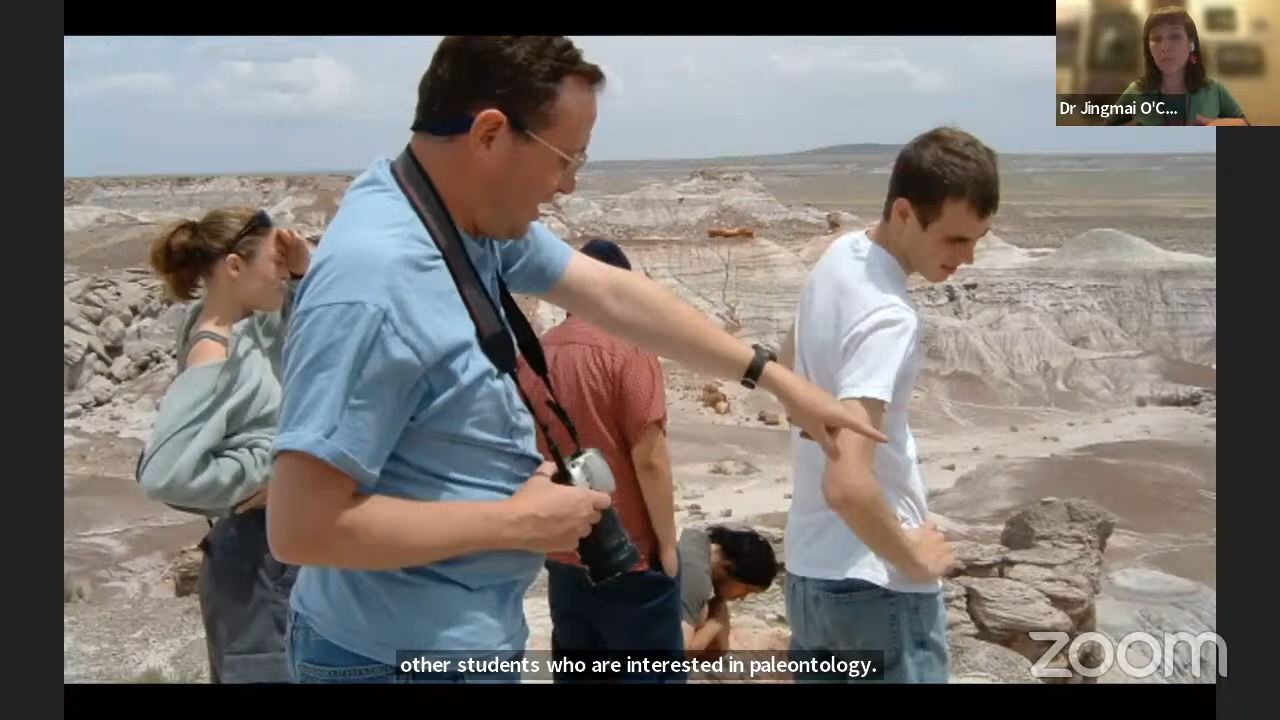 Dr Jingmai O'C...
other students who are interested in paleontology.
zoom